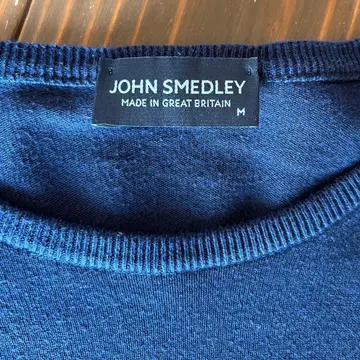 JOHN SMEDLEY
MADE IN GREAT BRITAIN
M